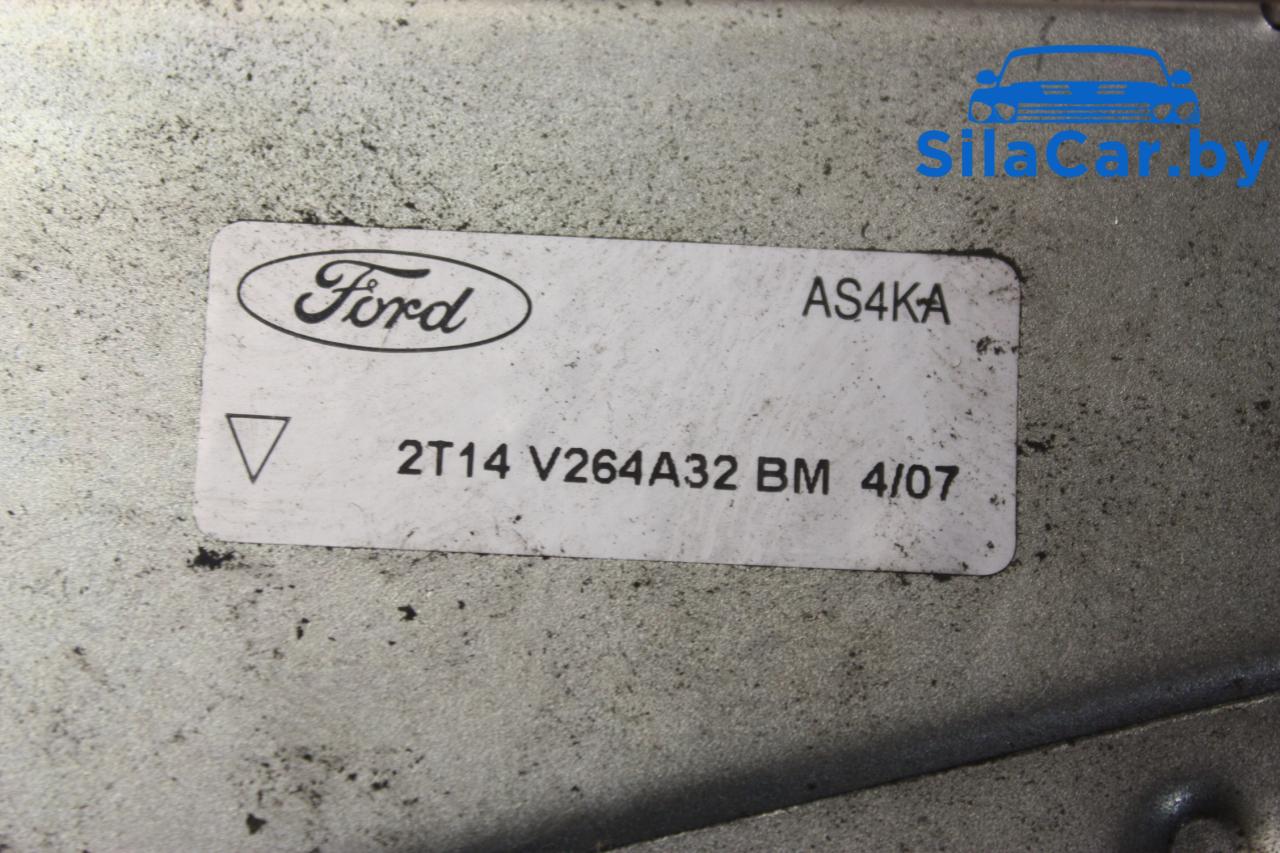 SilaCar.by
Ford
AS4KA
2T14 V264A32 BM 4/07